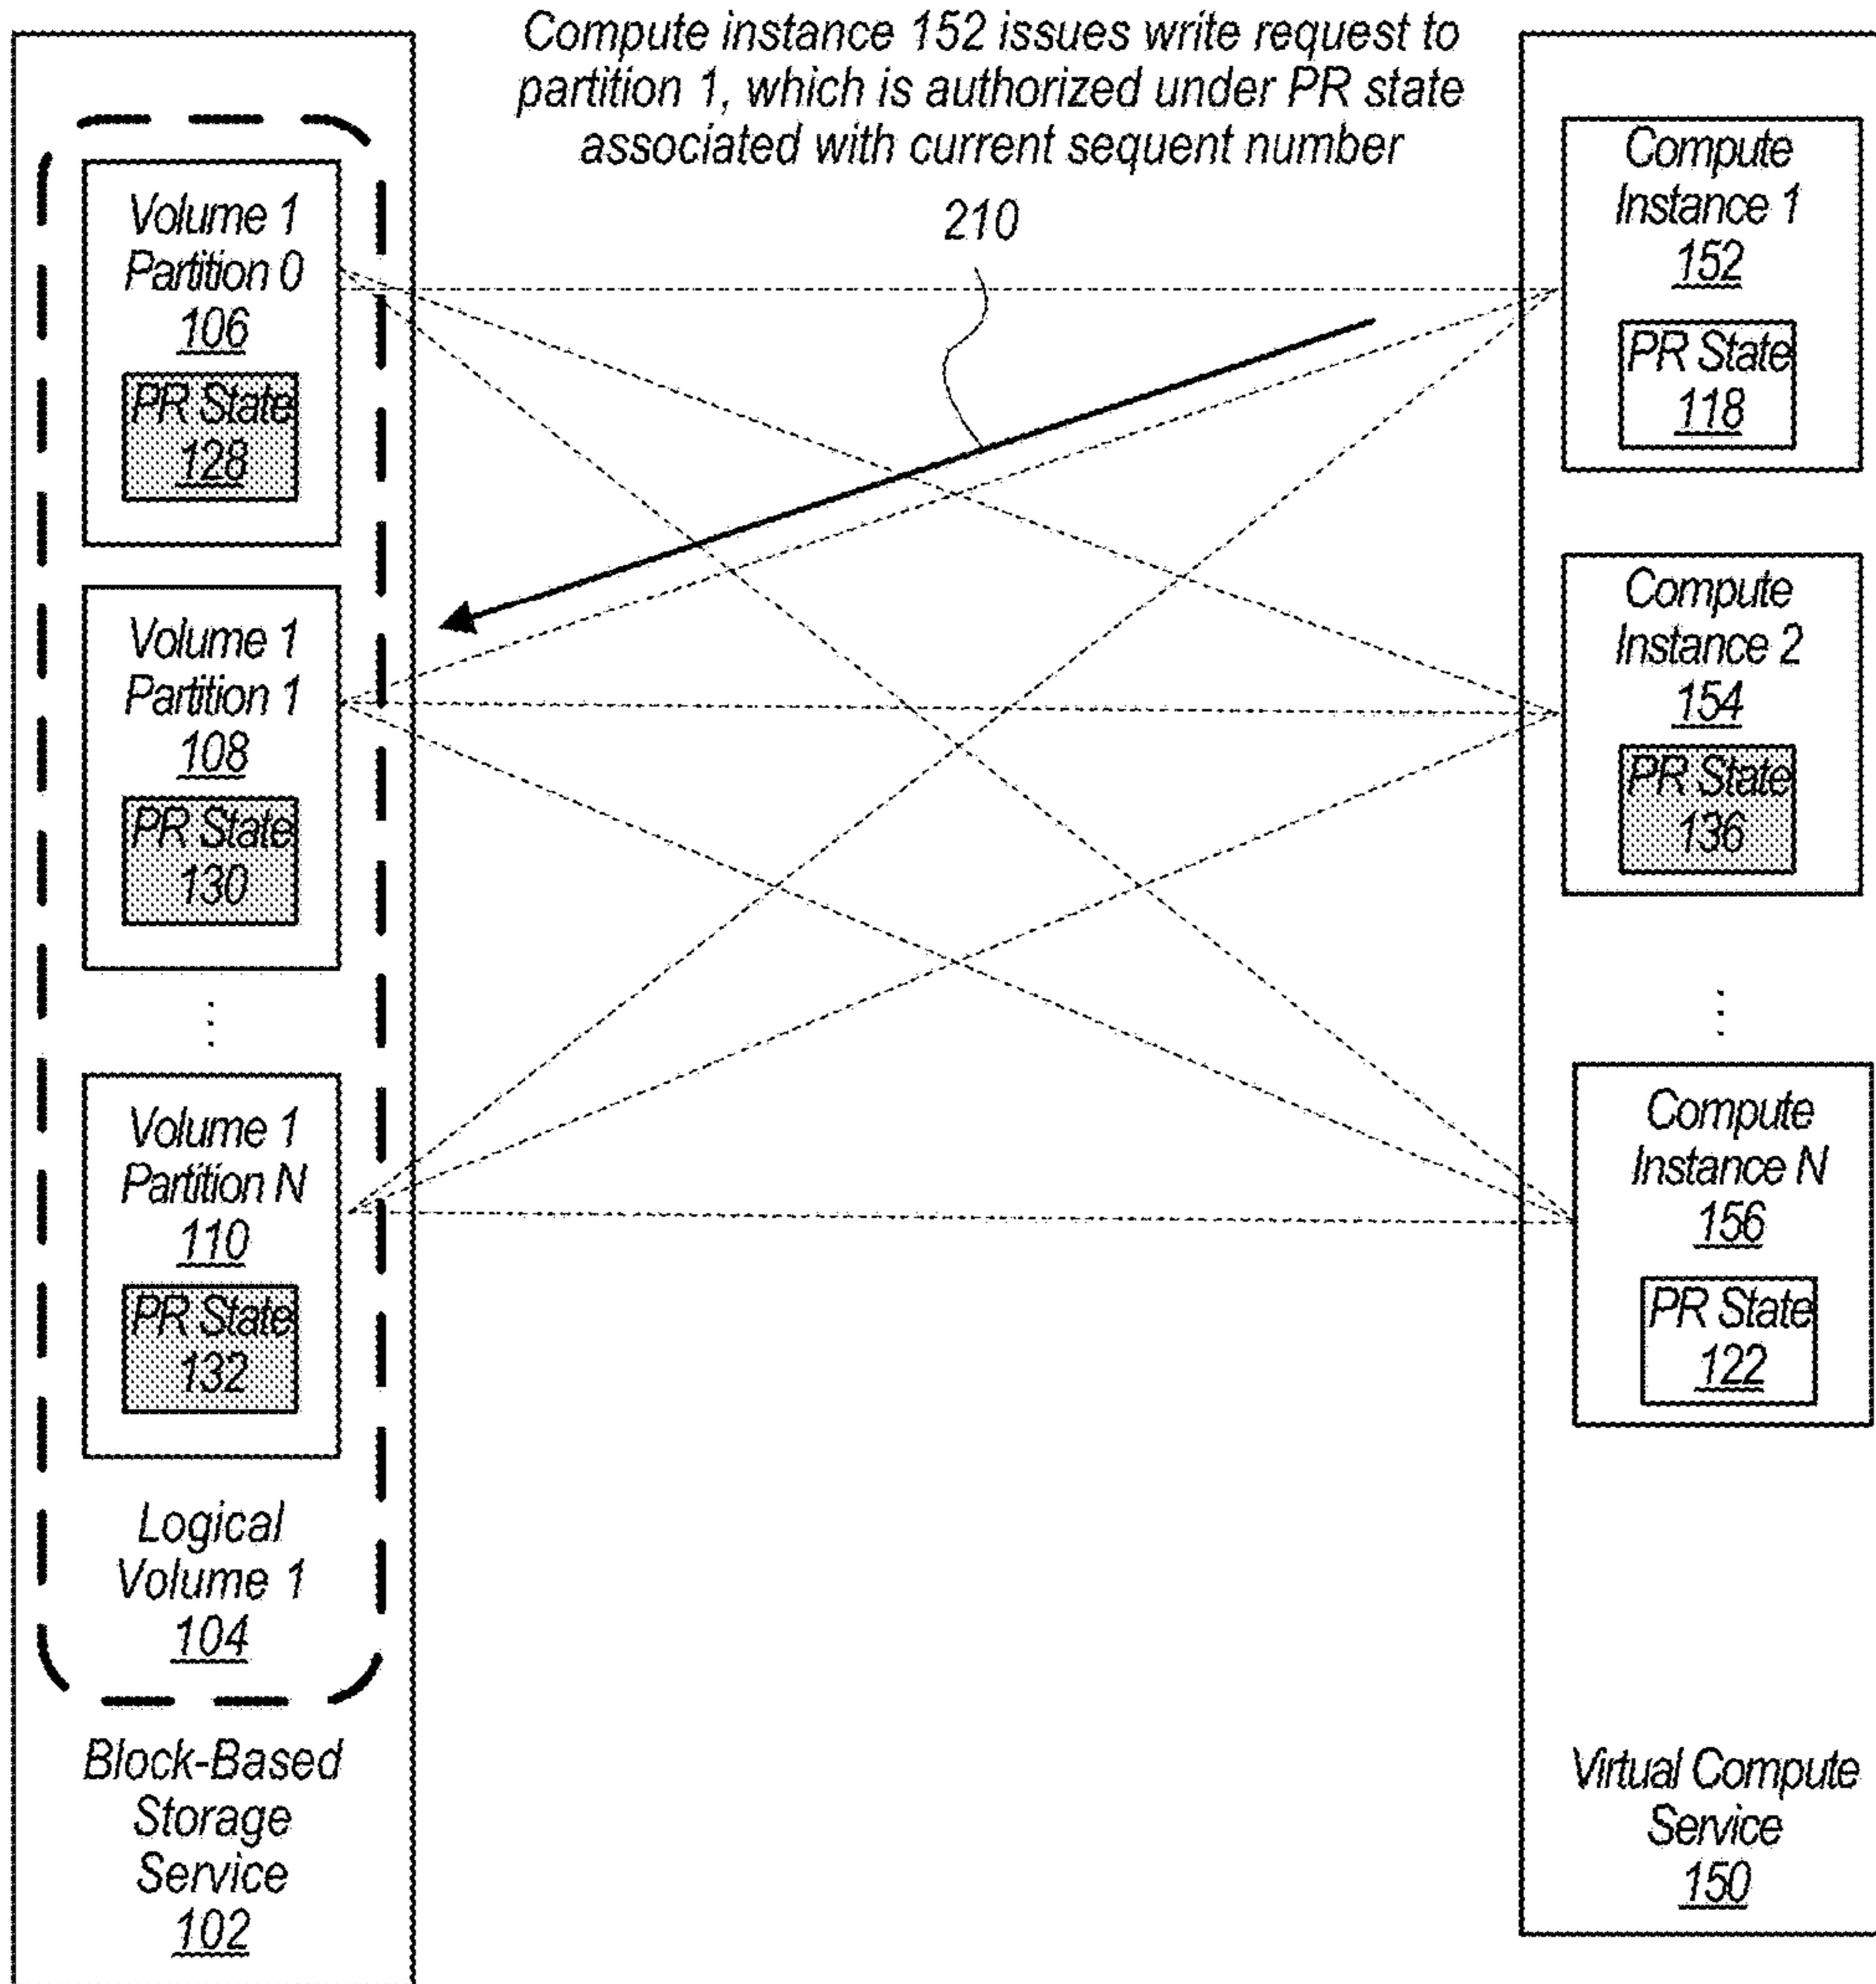 Compute instance 152 issues write request to
partition 1, which is authorized under PR state
associated with current sequent number
210
Volume 1
Partition 0
106
PR State
128
Volume 1
Partition 1
108
PR State
130
Volume 1
Partition N
110
PR State
132
Logical
Volume 1
104
Block-Based
Storage
Service
102
Compute
Instance 1
152
PR State
118
Compute
Instance 2
154
PR State
136
Compute
Instance N
156
PR State
122
Virtual Compute
Service
150